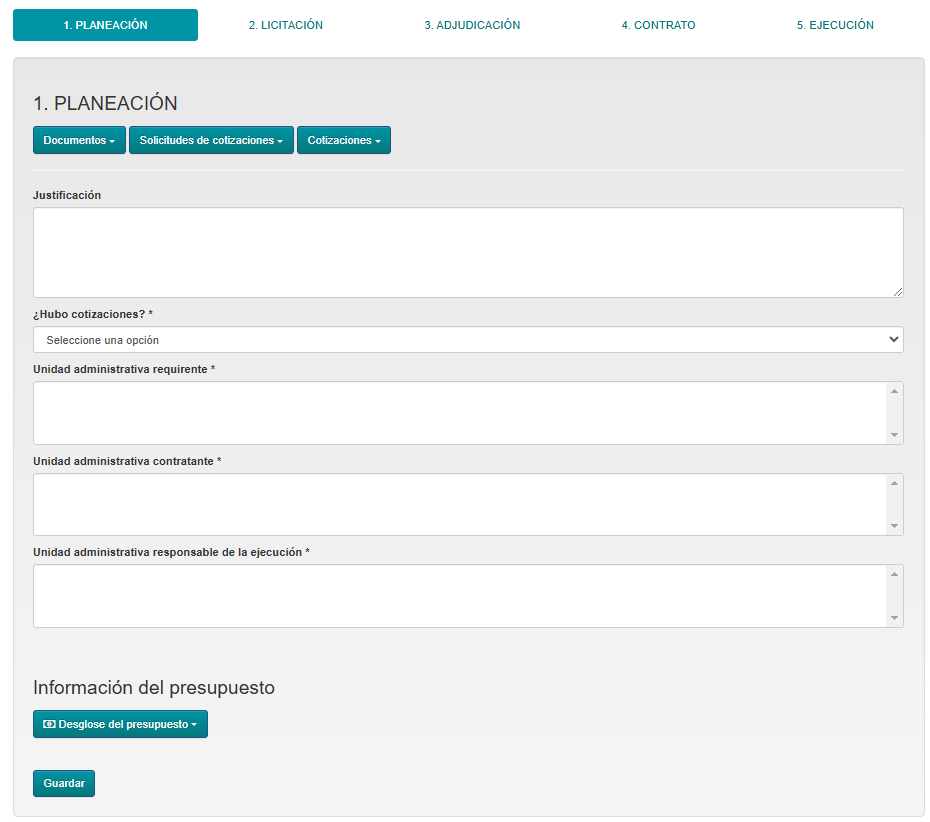 1. PLANEACIÓN 2. LICITACIÓN 3. ADJUDICACIÓN 4. CONTRATO 5. EJECUCIÓN
1. PLANEACIÓN
Documentos Solicitudes de cotizaciones Cotizaciones
Justificación
¿Hubo cotizaciones? *
Seleccione una opción
Unidad administrativa requirente *
Unidad administrativa contratante *
Unidad administrativa responsable de la ejecución *
Información del presupuesto
Desglose del presupuesto
Guardar